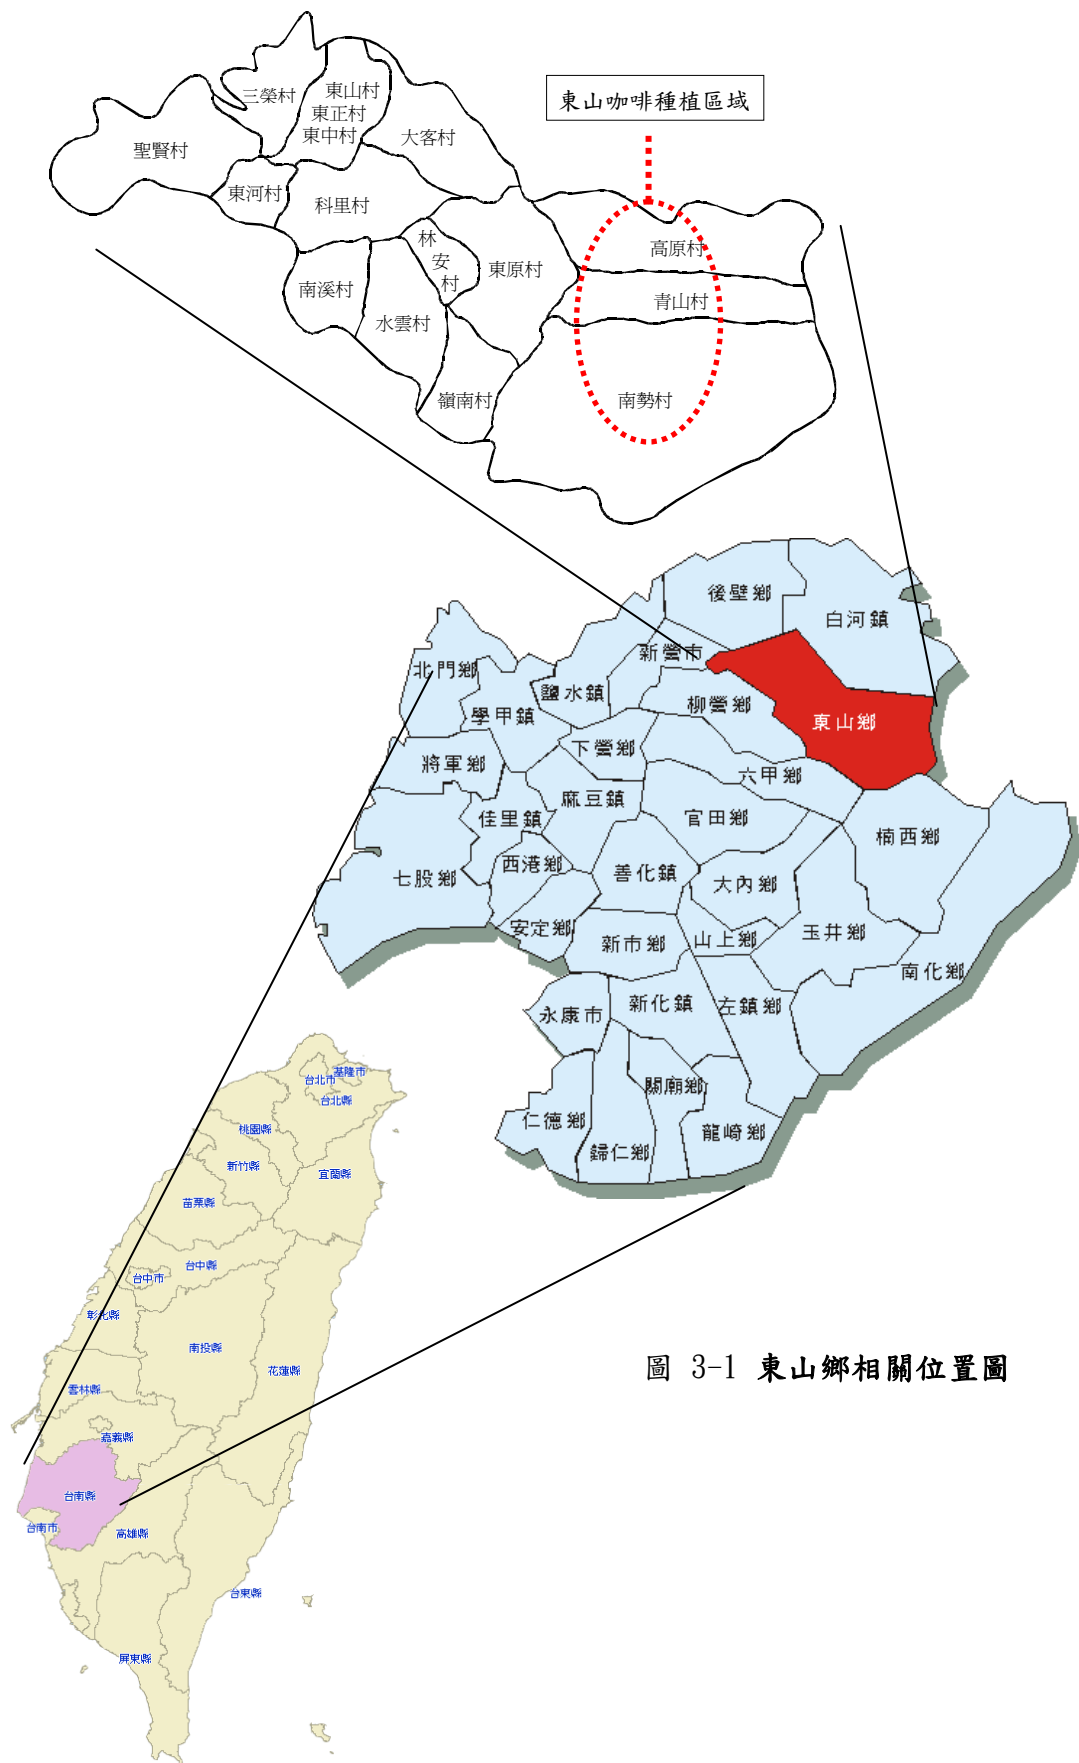 東山咖啡種植區域
三榮村
東山村
東正村
東中村
大客村
聖賢村
東河村
科里村
林
安
村
東原村
高原村
南溪村
水雲村
青山村
嶺南村
南勢村
後壁鄉
白河鎮
新營市
北門鄉
鹽水鎮
柳營鄉
學甲鎮
東山鄉
下營鄉
將軍鄉
六甲鄉
麻豆鎮
佳里鎮
官田鄉
楠西鄉
西港鄉
七股鄉
善化鎮
大內鄉
安定鄉
新市鄉
山上鄉
玉井鄉
南化鄉
永康市
新化鎮
左鎮鄉
關廟鄉
仁德鄉
歸仁鄉
龍崎鄉
基隆市
台北市
台北縣
桃園縣
新竹縣
宜蘭縣
苗栗縣
台中縣
台中市
彰化縣
南投縣
花蓮縣
雲林縣
嘉義縣
台南縣
台南市
高雄縣
台東縣
屏東縣
圖 3-1 東山鄉相關位置圖